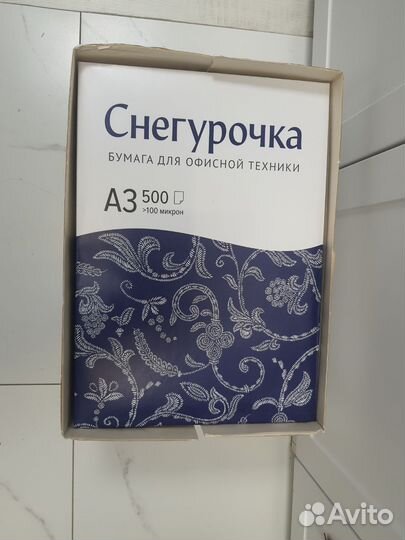 Снегурочка
БУМАГА ДЛЯ ОФИСНОЙ ТЕХНИКИ
А3 500
>100 микрон
Avito